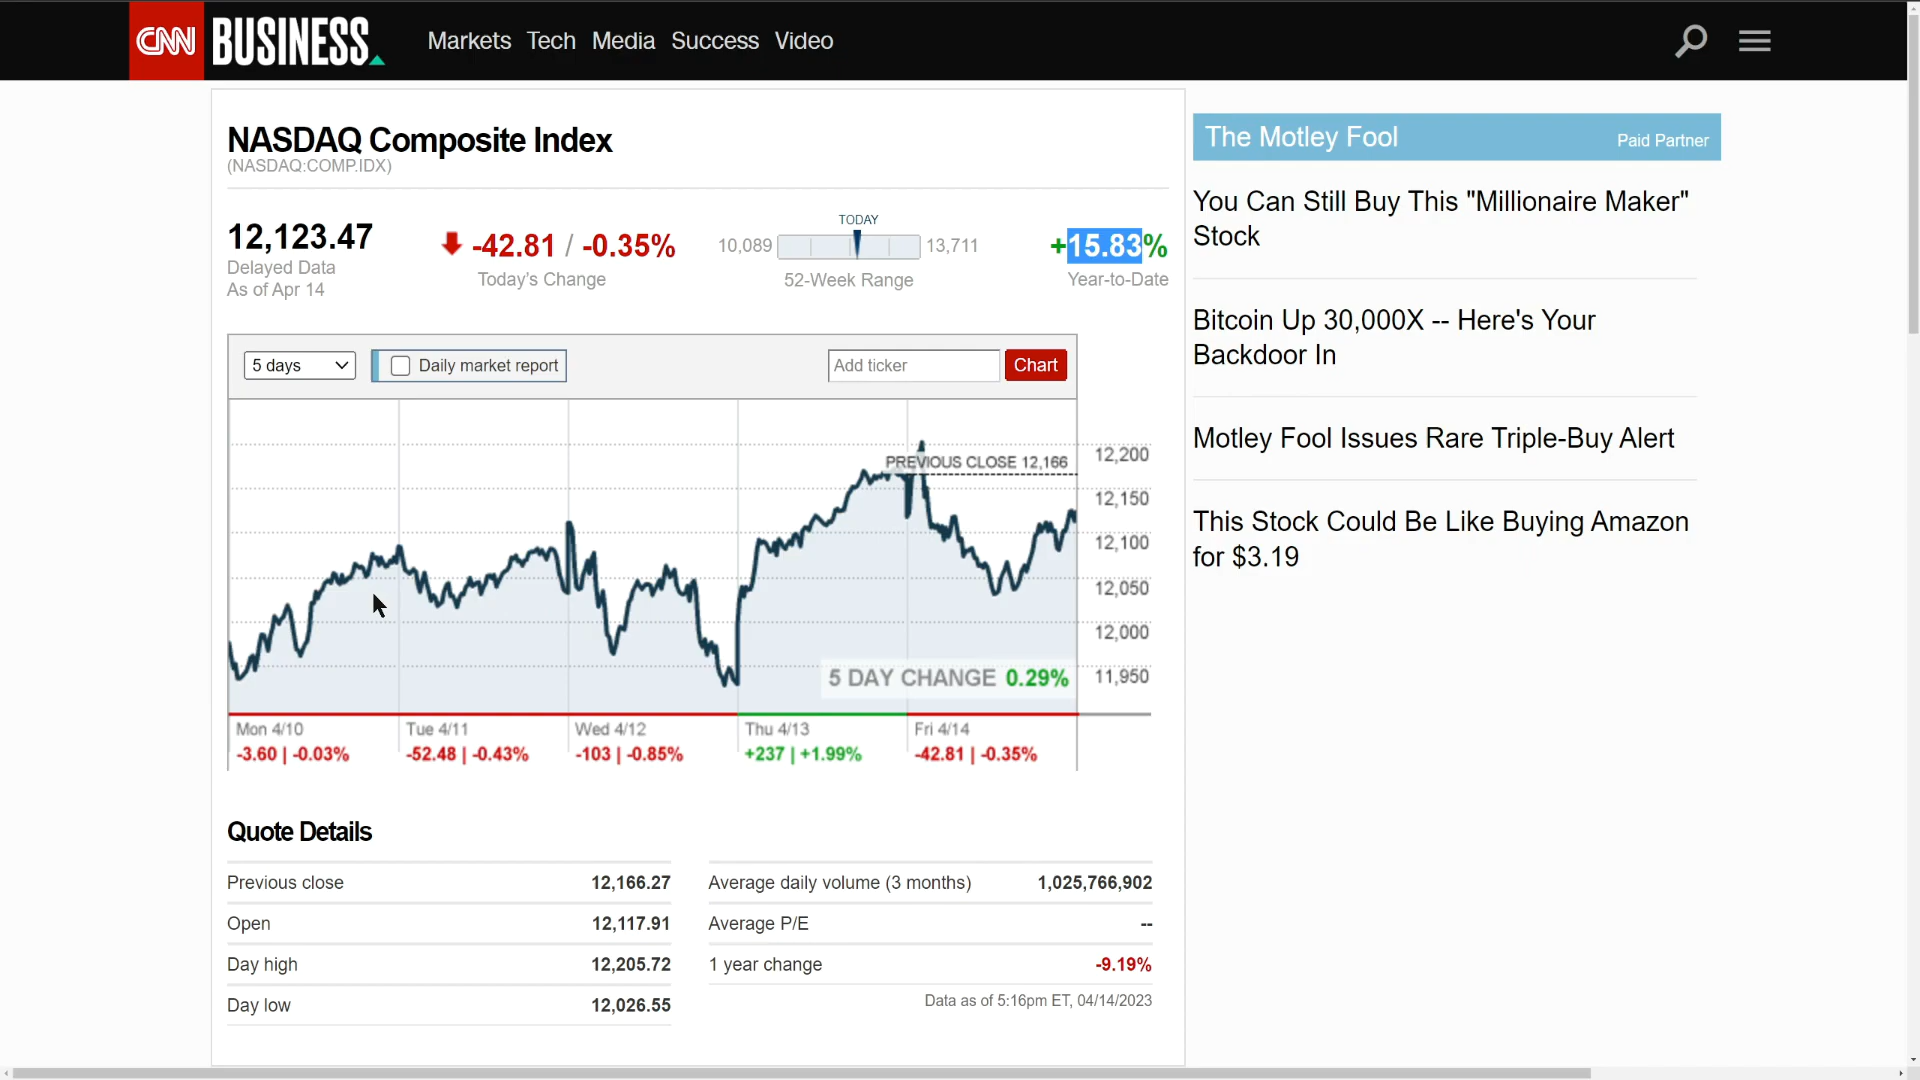 CNN BUSINESS Markets Tech Media Success Video
NASDAQ Composite Index
(NASDAQ:COMP.IDX)
12,123.47
Delayed Data
As of Apr 14
-42.81 / -0.35%
Today's Change
TODAY
10,089 13,711
52-Week Range
+15.83%
Year-to-Date
5 days Daily market report Add ticker Chart
PREVIOUS CLOSE 12,166
12,200
12,150
12,100
12,050
12,000
11,950
5 DAY CHANGE 0.29%
Mon 4/10 Tue 4/11 Wed 4/12 Thu 4/13 Fri 4/14
-3.60 | -0.03% -52.48 | -0.43% -103 | -0.85% +237 | +1.99% -42.81 | -0.35%
Quote Details
Previous close 12,166.27
Open 12,117.91
Day high 12,205.72
Day low 12,026.55
Average daily volume (3 months) 1,025,766,902
Average P/E --
1 year change -9.19%
Data as of 5:16pm ET, 04/14/2023
The Motley Fool Paid Partner
You Can Still Buy This "Millionaire Maker"
Stock
Bitcoin Up 30,000X -- Here's Your
Backdoor In
Motley Fool Issues Rare Triple-Buy Alert
This Stock Could Be Like Buying Amazon
for $3.19